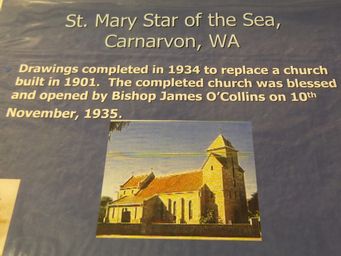 St. Mary Star of the Sea,
Carnarvon, WA
Drawings completed in 1934 to replace a church
built in 1901. The completed church was blessed
and opened by Bishop James O'Collins on 10th
November, 1935.